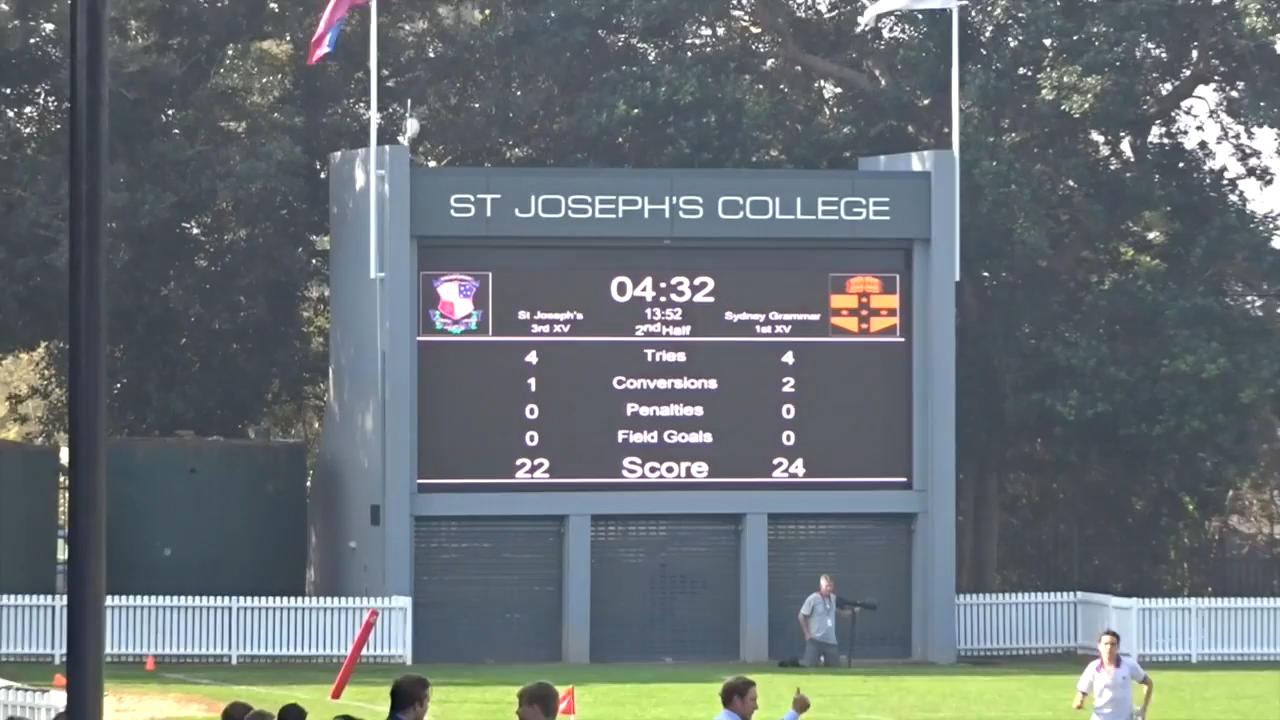 ST JOSEPH'S COLLEGE
04:32
St Joseph's 13:52 Sydney Grammar
3rd XV 2nd Half 1st XV
4 Tries 4
1 Conversions 2
0 Penalties 0
0 Field Goals 0
22 Score 24